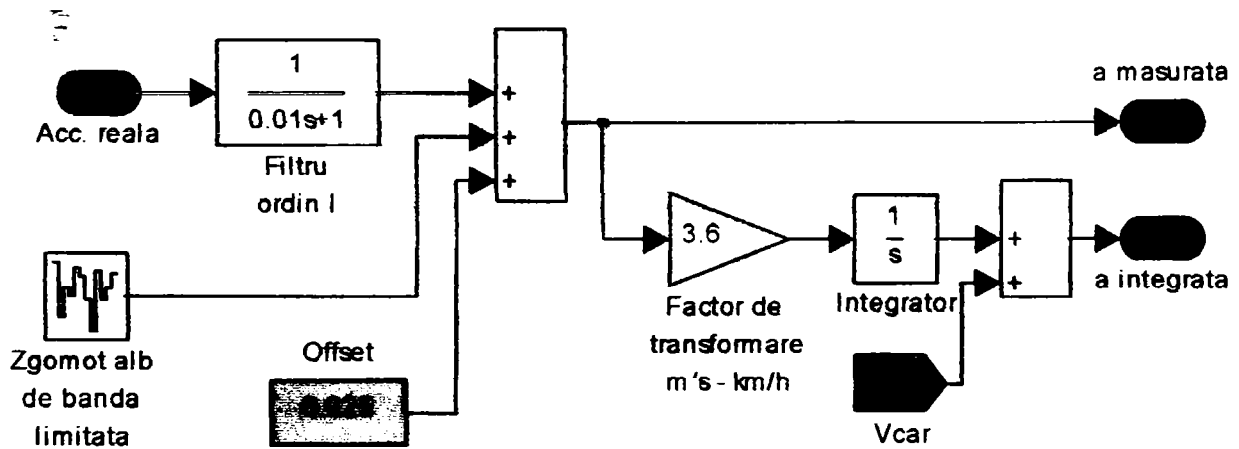 Acc. reala
1
0.01s+1
Filtru
ordin I
+
+
+
a masurata
3.6
Factor de
transformare
m's - km/h
1
s
Integrator
+
+
a integrata
Zgomot alb
de banda
limitata
Offset
Vcar